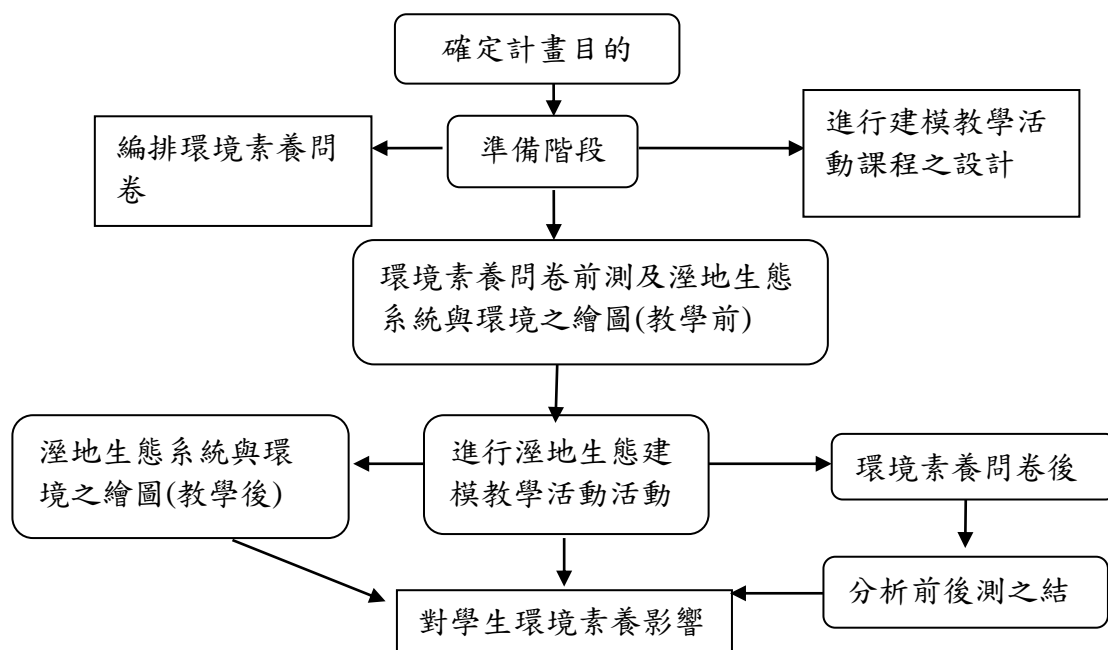 確定計畫目的
編排環境素養問
卷
準備階段
進行建模教學活
動課程之設計
環境素養問卷前測及溼地生態
系統與環境之繪圖(教學前)
溼地生態系統與環
境之繪圖(教學後)
進行溼地生態建
模教學活動活動
環境素養問卷後
分析前後測之結
對學生環境素養影響